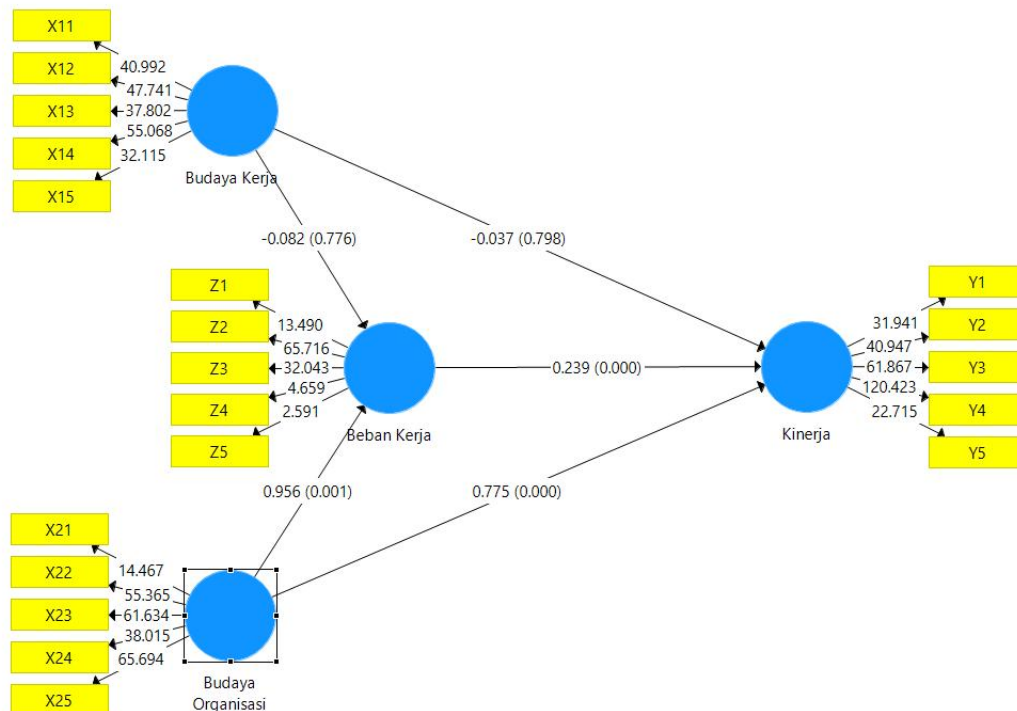 X11
X12
X13
X14
X15
40.992
47.741
37.802
55.068
32.115
Budaya Kerja
-0.082 (0.776)
-0.037 (0.798)
Z1
Z2
Z3
Z4
Z5
13.490
65.716
32.043
4.659
2.591
Beban Kerja
0.239 (0.000)
Y1
Y2
Y3
Y4
Y5
31.941
40.947
61.867
120.423
22.715
Kinerja
0.956 (0.001)
0.775 (0.000)
X21
X22
X23
X24
X25
14.467
55.365
61.634
38.015
65.694
Budaya
Organisasi